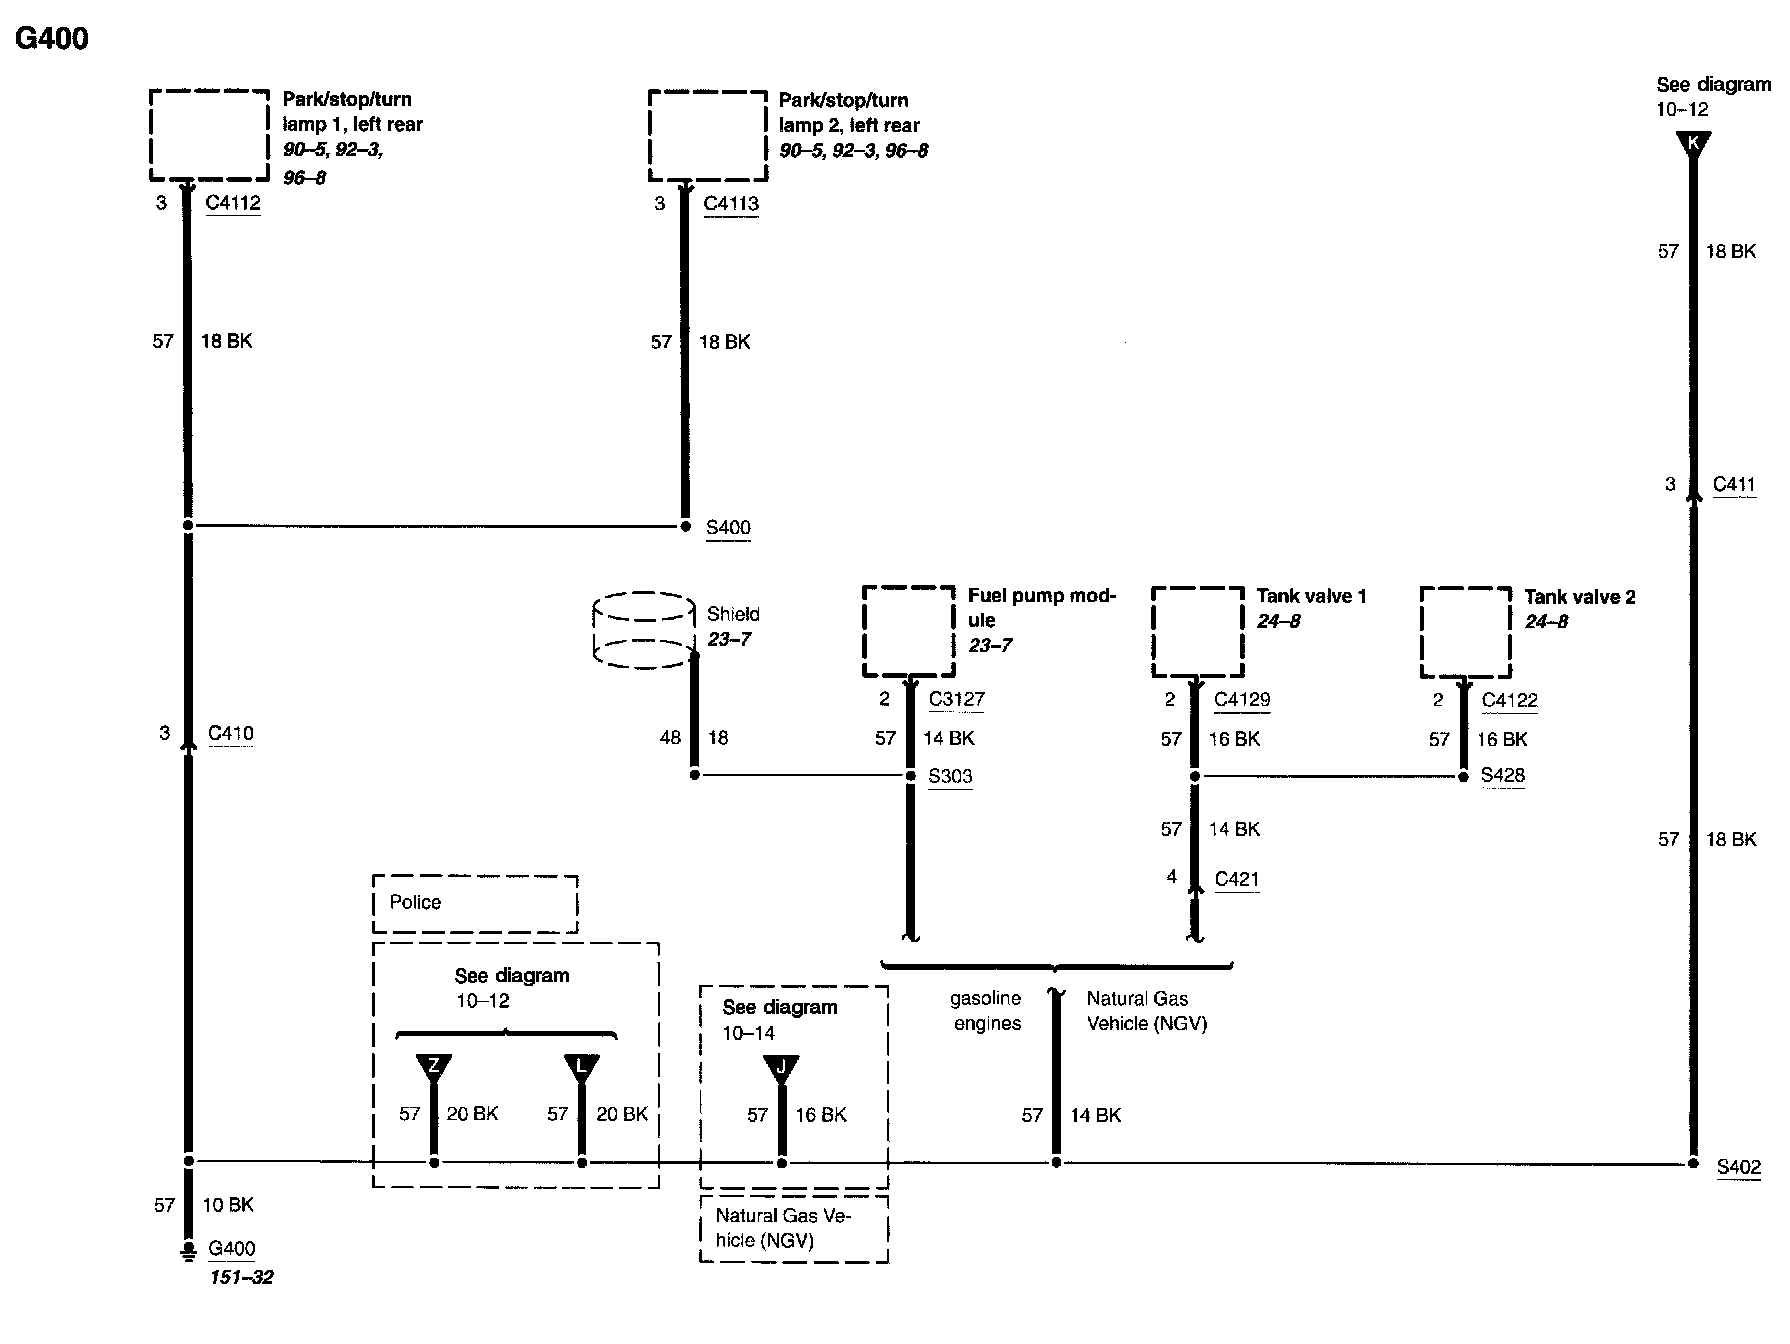 G400
Park/stop/turn
lamp 1, left rear
90–5, 92–3,
96–8
3 C4112
57 18 BK
Park/stop/turn
lamp 2, left rear
90–5, 92–3, 96–8
3 C4113
57 18 BK
S400
See diagram
10–12
K
57 18 BK
3 C411
57 18 BK
Shield
23–7
48 18
Fuel pump mod-
ule
23–7
2 C3127
57 14 BK
S303
Tank valve 1
24–8
2 C4129
57 16 BK
57 14 BK
4 C421
Tank valve 2
24–8
2 C4122
57 16 BK
S428
3 C410
Police
See diagram
10–12
Z L
57 20 BK 57 20 BK
See diagram
10–14
J
57 16 BK
Natural Gas Ve-
hicle (NGV)
gasoline
engines
Natural Gas
Vehicle (NGV)
57 14 BK
S402
57 10 BK
G400
151–32